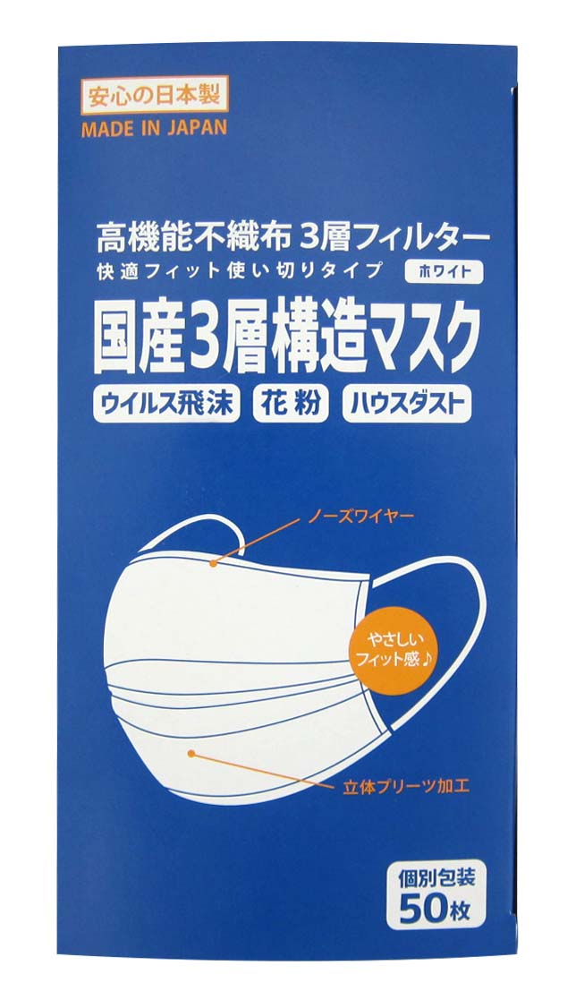 安心の日本製
MADE IN JAPAN
高機能不織布3層フィルター
快適フィット使い切りタイプ ホワイト
国産3層構造マスク
ウイルス飛沫 花粉 ハウスダスト
ノーズワイヤー
やさしい
フィット感♪
立体プリーツ加工
個別包装
50枚